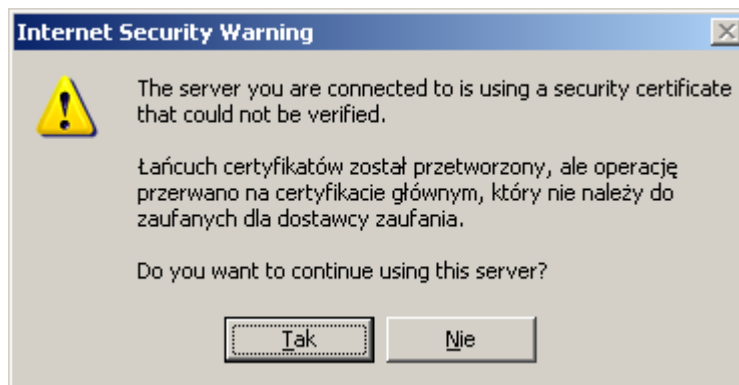 Internet Security Warning
The server you are connected to is using a security certificate
that could not be verified.
Łańcuch certyfikatów został przetworzony, ale operację
przerwano na certyfikacie głównym, który nie należy do
zaufanych dla dostawcy zaufania.
Do you want to continue using this server?
Tak Nie